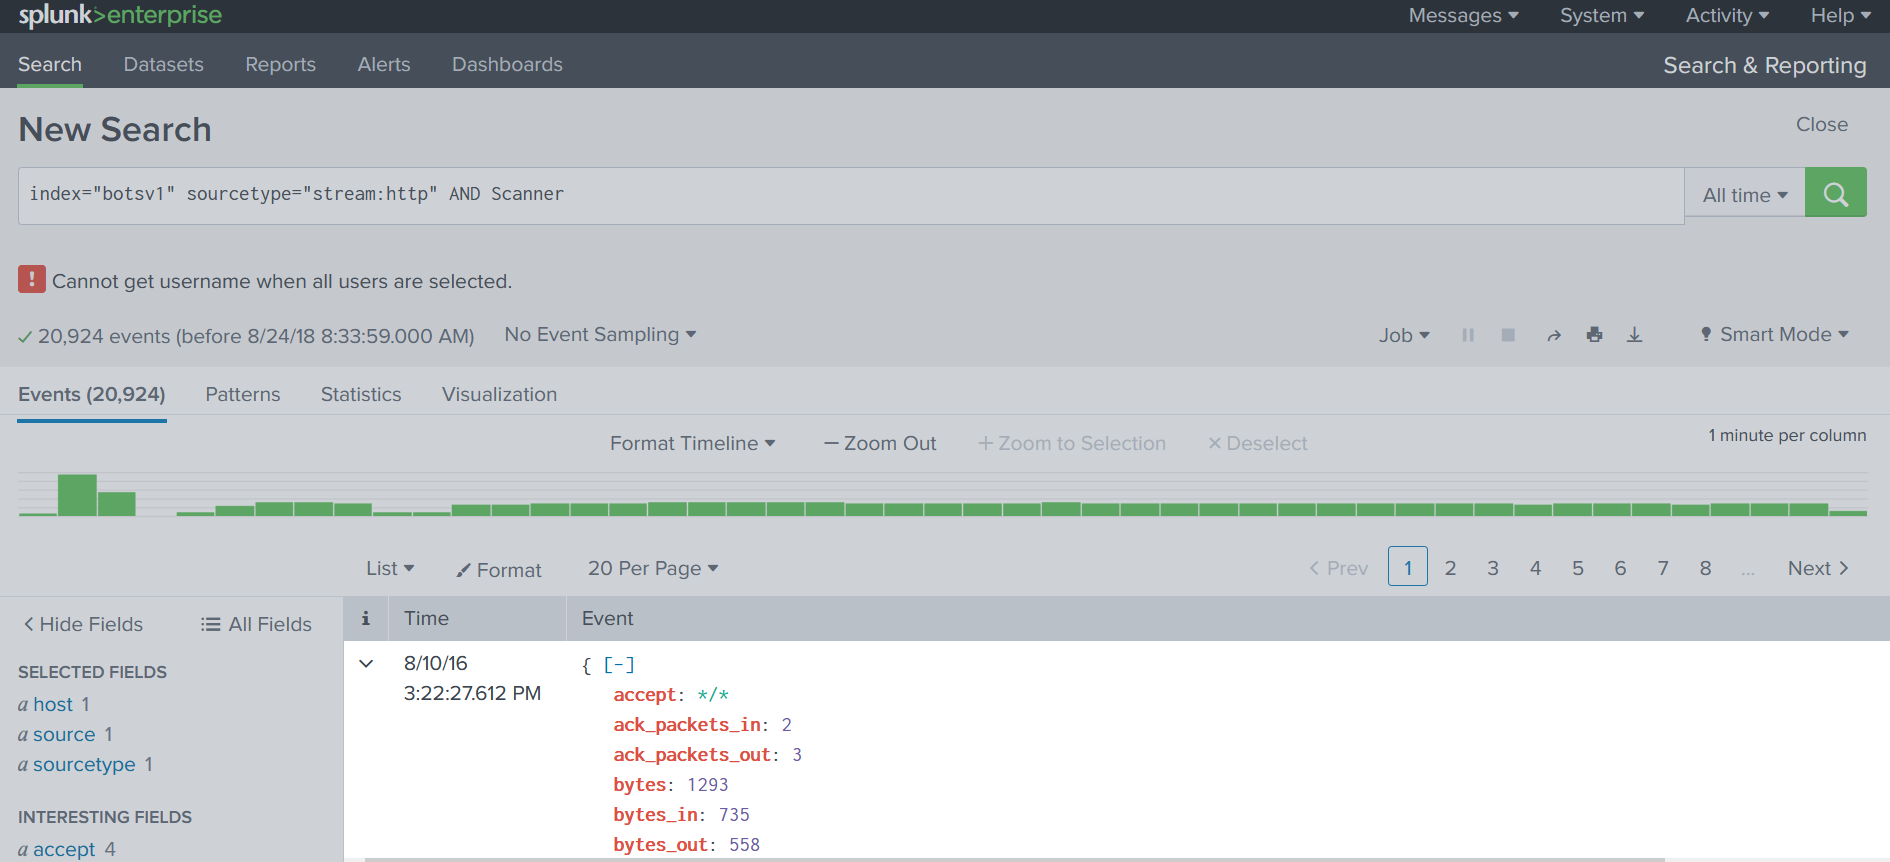 splunk>enterprise Messages System Activity Help
Search Datasets Reports Alerts Dashboards Search & Reporting
New Search Close
index="botsv1" sourcetype="stream:http" AND Scanner All time
! Cannot get username when all users are selected.
20,924 events (before 8/24/18 8:33:59.000 AM) No Event Sampling Job Smart Mode
Events (20,924) Patterns Statistics Visualization
Format Timeline — Zoom Out + Zoom to Selection × Deselect 1 minute per column
List Format 20 Per Page < Prev 1 2 3 4 5 6 7 8 ... Next >
< Hide Fields All Fields i Time Event
SELECTED FIELDS
a host 1
a source 1
a sourcetype 1
INTERESTING FIELDS
a accept 4
8/10/16
3:22:27.612 PM
{ [-]
accept: */*
ack_packets_in: 2
ack_packets_out: 3
bytes: 1293
bytes_in: 735
bytes_out: 558